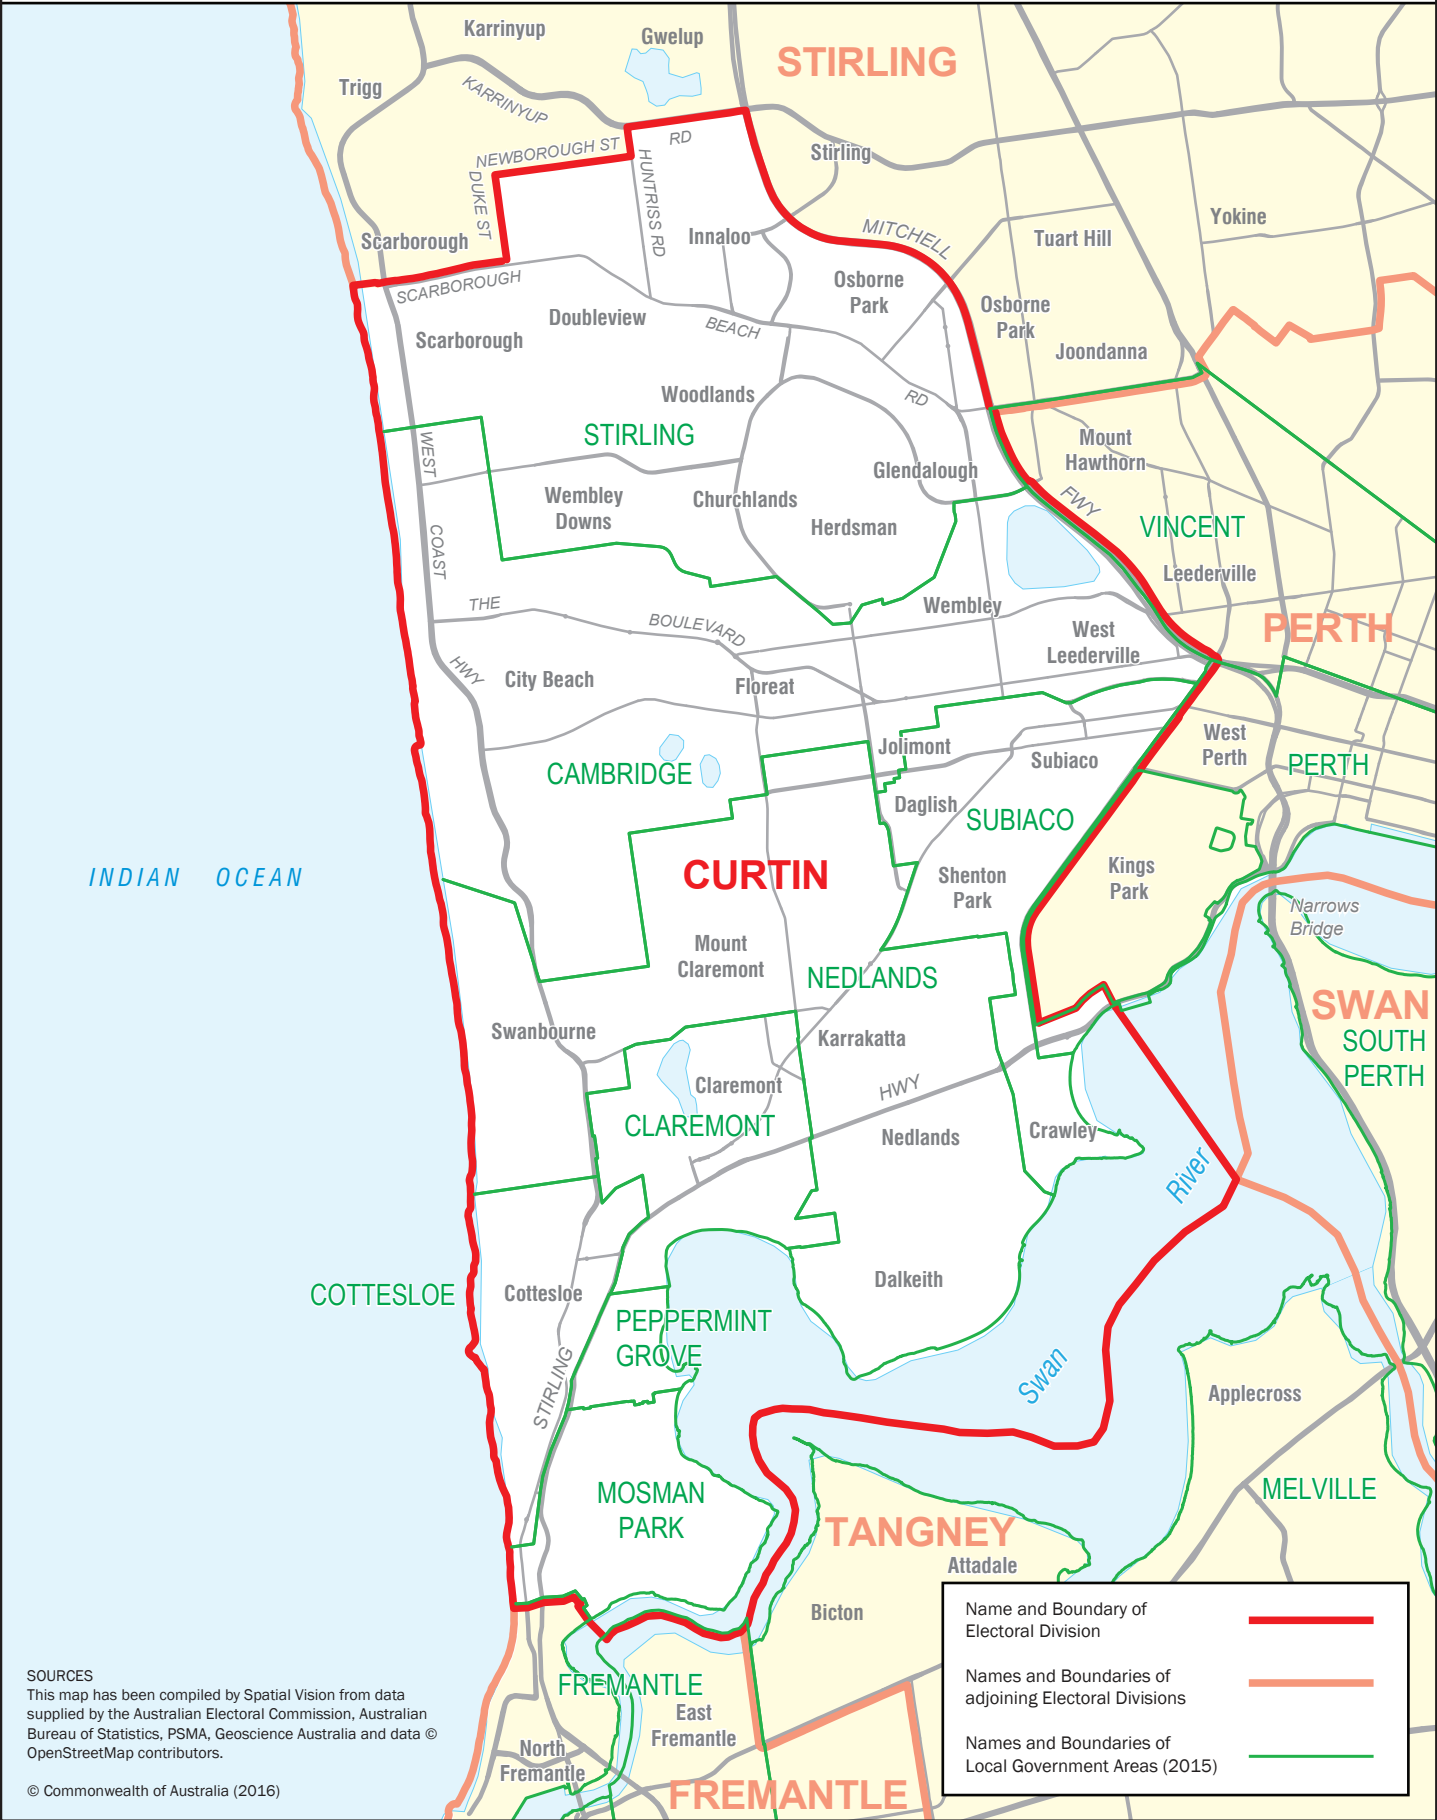 Karrinyup
Gwelup
STIRLING
Trigg
KARRINYUP
RD
NEWBOROUGH ST
Stirling
DUKE ST
HUNTRISS RD
Yokine
Scarborough
Innaloo
MITCHELL
Tuart Hill
SCARBOROUGH
Osborne
Park
Osborne
Park
Doubleview
BEACH
Scarborough
Joondanna
Woodlands
RD
STIRLING
WEST
Mount
Hawthorn
Glendalough
Wembley
Downs
Churchlands
FWY
Herdsman
VINCENT
COAST
Leederville
THE
BOULEVARD
Wembley
PERTH
West
Leederville
HWY
City Beach
Floreat
Jolimont
Subiaco
West
Perth
CAMBRIDGE
PERTH
Daglish
SUBIACO
INDIAN OCEAN
CURTIN
Shenton
Park
Kings
Park
Narrows
Bridge
Mount
Claremont
NEDLANDS
SWAN
Swanbourne
Karrakatta
SOUTH
PERTH
Claremont
HWY
CLAREMONT
Nedlands
Crawley
River
Dalkeith
COTTESLOE
Cottesloe
PEPPERMINT
GROVE
STIRLING
Swan
Applecross
MOSMAN
PARK
MELVILLE
TANGNEY
Attadale
Bicton
FREMANTLE
East
Fremantle
North
Fremantle
FREMANTLE
Name and Boundary of
Electoral Division
Names and Boundaries of
adjoining Electoral Divisions
Names and Boundaries of
Local Government Areas (2015)
SOURCES
This map has been compiled by Spatial Vision from data
supplied by the Australian Electoral Commission, Australian
Bureau of Statistics, PSMA, Geoscience Australia and data ©
OpenStreetMap contributors.
© Commonwealth of Australia (2016)